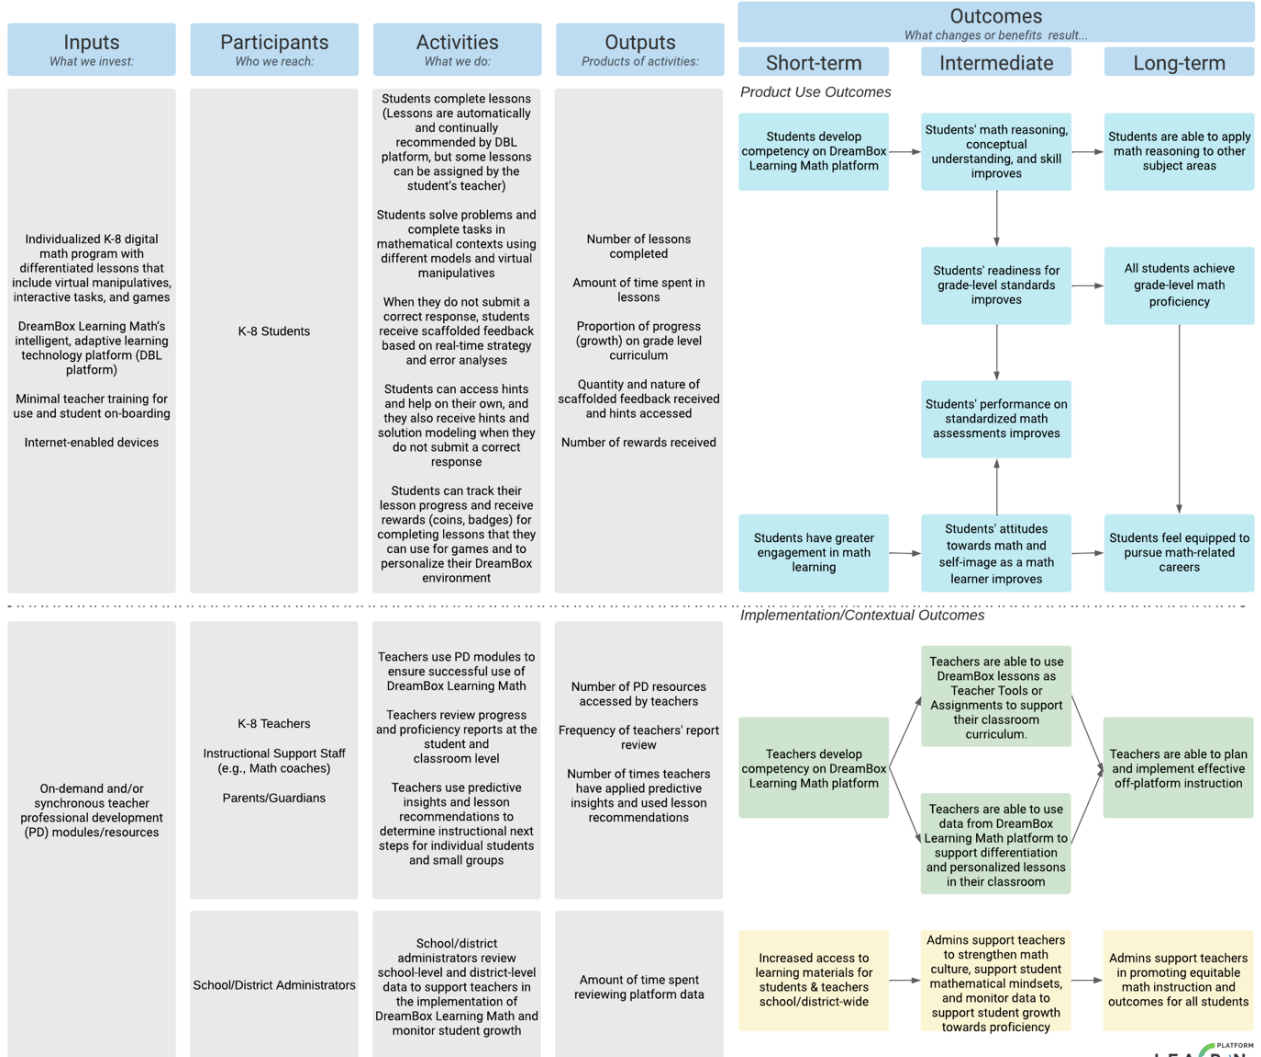 Inputs
What we invest:
Participants
Who we reach:
Activities
What we do:
Outputs
Products of activities:
Outcomes
What changes or benefits result...
Short-term
Intermediate
Long-term
Individualized K-8 digital
math program with
differentiated lessons that
include virtual manipulatives,
interactive tasks, and games
DreamBox Learning Math's
intelligent, adaptive learning
technology platform (DBL
platform)
Minimal teacher training for
use and student on-boarding
Internet-enabled devices
K-8 Students
Students complete lessons
(Lessons are automatically
and continually
recommended by DBL
platform, but some lessons
can be assigned by the
student's teacher)
Students solve problems and
complete tasks in
mathematical contexts using
different models and virtual
manipulatives
When they do not submit a
correct response, students
receive scaffolded feedback
based on real-time strategy
and error analyses
Students can access hints
and help on their own, and
they also receive hints and
solution modeling when they
do not submit a correct
response
Students can track their
lesson progress and receive
rewards (coins, badges) for
completing lessons that they
can use for games and to
personalize their DreamBox
environment
Number of lessons
completed
Amount of time spent in
lessons
Proportion of progress
(growth) on grade level
curriculum
Quantity and nature of
scaffolded feedback received
and hints accessed
Number of rewards received
Product Use Outcomes
Students develop
competency on DreamBox
Learning Math platform
Students' math reasoning,
conceptual
understanding, and skill
improves
Students are able to apply
math reasoning to other
subject areas
Students' readiness for
grade-level standards
improves
All students achieve
grade-level math
proficiency
Students' performance on
standardized math
assessments improves
Students have greater
engagement in math
learning
Students' attitudes
towards math and
self-image as a math
learner improves
Students feel equipped to
pursue math-related
careers
Implementation/Contextual Outcomes
On-demand and/or
synchronous teacher
professional development
(PD) modules/resources
K-8 Teachers
Instructional Support Staff
(e.g., Math coaches)
Parents/Guardians
Teachers use PD modules to
ensure successful use of
DreamBox Learning Math
Teachers review progress
and proficiency reports at the
student and
classroom level
Teachers use predictive
insights and lesson
recommendations to
determine instructional next
steps for individual students
and small groups
Number of PD resources
accessed by teachers
Frequency of teachers' report
review
Number of times teachers
have applied predictive
insights and used lesson
recommendations
Teachers develop
competency on DreamBox
Learning Math platform
Teachers are able to use
DreamBox lessons as
Teacher Tools or
Assignments to support
their classroom
curriculum.
Teachers are able to use
data from DreamBox
Learning Math platform to
support differentiation
and personalized lessons
in their classroom
Teachers are able to plan
and implement effective
off-platform instruction
School/District Administrators
School/district
administrators review
school-level and district-level
data to support teachers in
the implementation of
DreamBox Learning Math and
monitor student growth
Amount of time spent
reviewing platform data
Increased access to
learning materials for
students & teachers
school/district-wide
Admins support teachers
to strengthen math
culture, support student
mathematical mindsets,
and monitor data to
support student growth
towards proficiency
Admins support teachers
in promoting equitable
math instruction and
outcomes for all students
PLATFORM